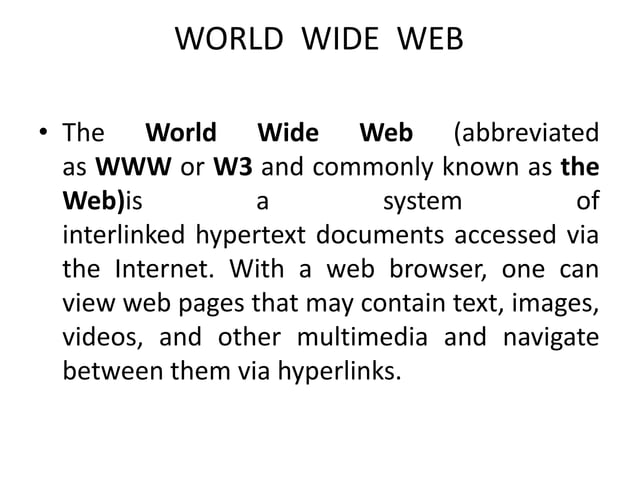 WORLD WIDE WEB
• The World Wide Web (abbreviated
as WWW or W3 and commonly known as the
Web)is a system of
interlinked hypertext documents accessed via
the Internet. With a web browser, one can
view web pages that may contain text, images,
videos, and other multimedia and navigate
between them via hyperlinks.